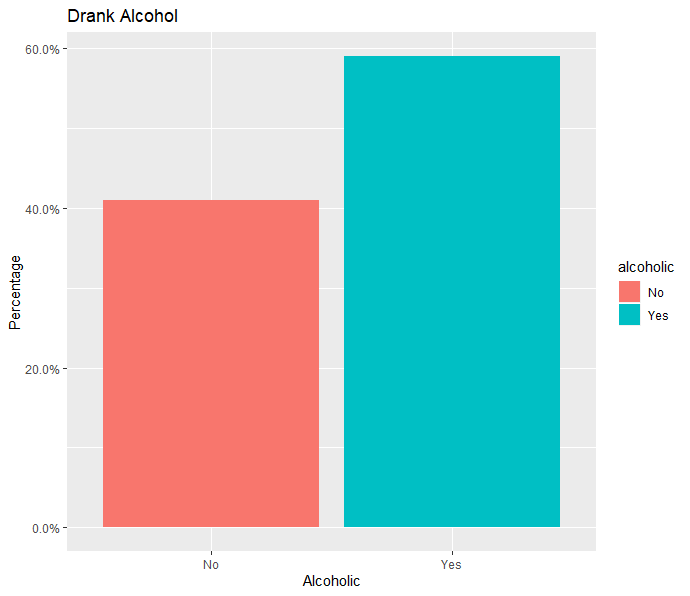 Drank Alcohol
60.0%
40.0%
20.0%
0.0%
Percentage
No
Yes
Alcoholic
alcoholic
No
Yes